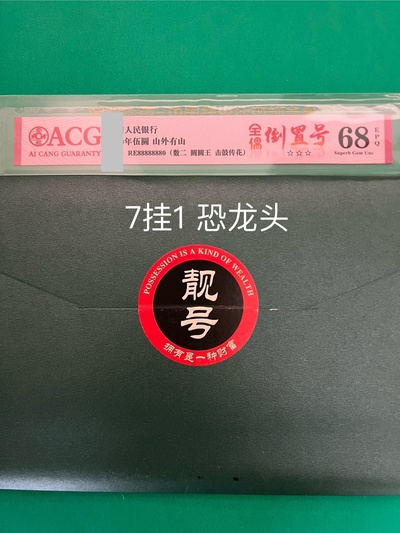 ACG
AI CANG GUARANTY
人民银行
年伍圆 山外有山
RE88888880（数二 圆圆王 击鼓传花）
全倡
倒置号
☆☆☆
68
EPQ
Superb Gem Unc
7挂1 恐龙头
POSSESSION IS A KIND OF WEALTH
靓号
拥有是一种财富